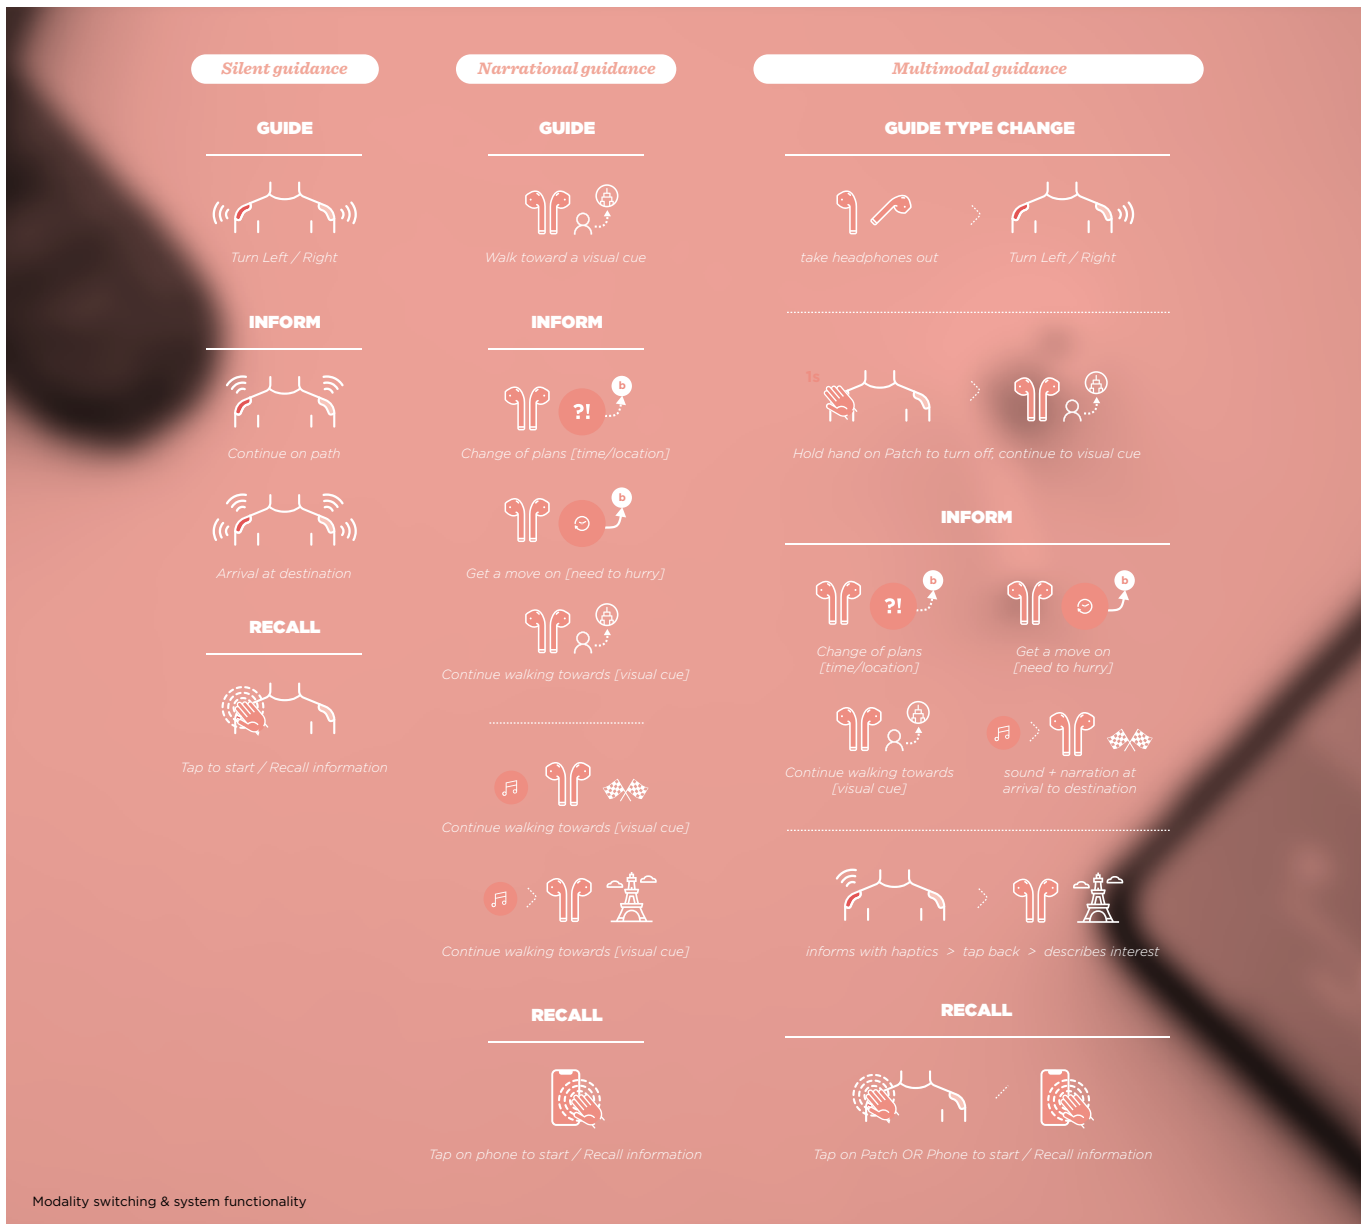 Silent guidance
GUIDE
Turn Left / Right
INFORM
Continue on path
Arrival at destination
RECALL
Tap to start / Recall information
Narrational guidance
GUIDE
Walk toward a visual cue
INFORM
?!
b
Change of plans [time/location]
b
Get a move on [need to hurry]
Continue walking towards [visual cue]
Continue walking towards [visual cue]
Continue walking towards [visual cue]
RECALL
Tap on phone to start / Recall information
Multimodal guidance
GUIDE TYPE CHANGE
take headphones out
Turn Left / Right
1s
Hold hand on Patch to turn off, continue to visual cue
INFORM
?!
b
Change of plans
[time/location]
b
Get a move on
[need to hurry]
Continue walking towards
[visual cue]
sound + narration at
arrival to destination
informs with haptics > tap back > describes interest
RECALL
Tap on Patch OR Phone to start / Recall information
Modality switching & system functionality